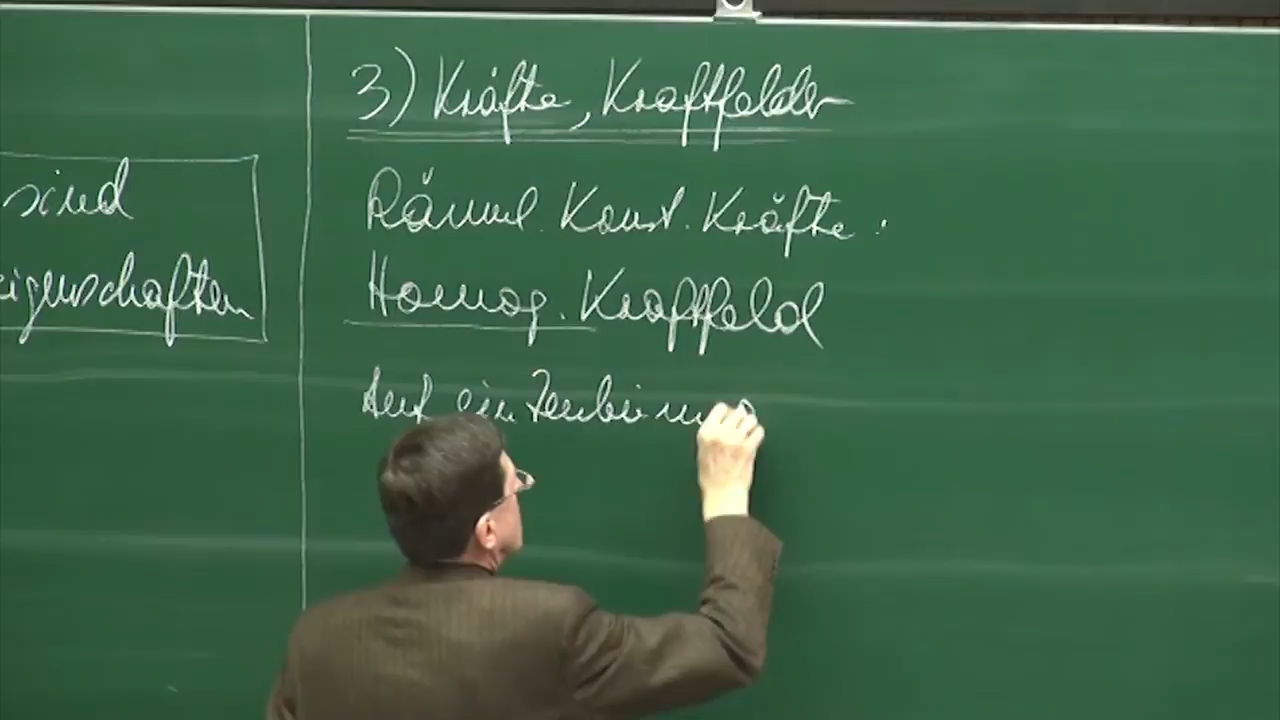 sind
eigenschaften
3) Kräfte, Kraftfelder
Räuml. Konst. Kräfte:
Homog. Kraftfeld
Auf ein Teilchen